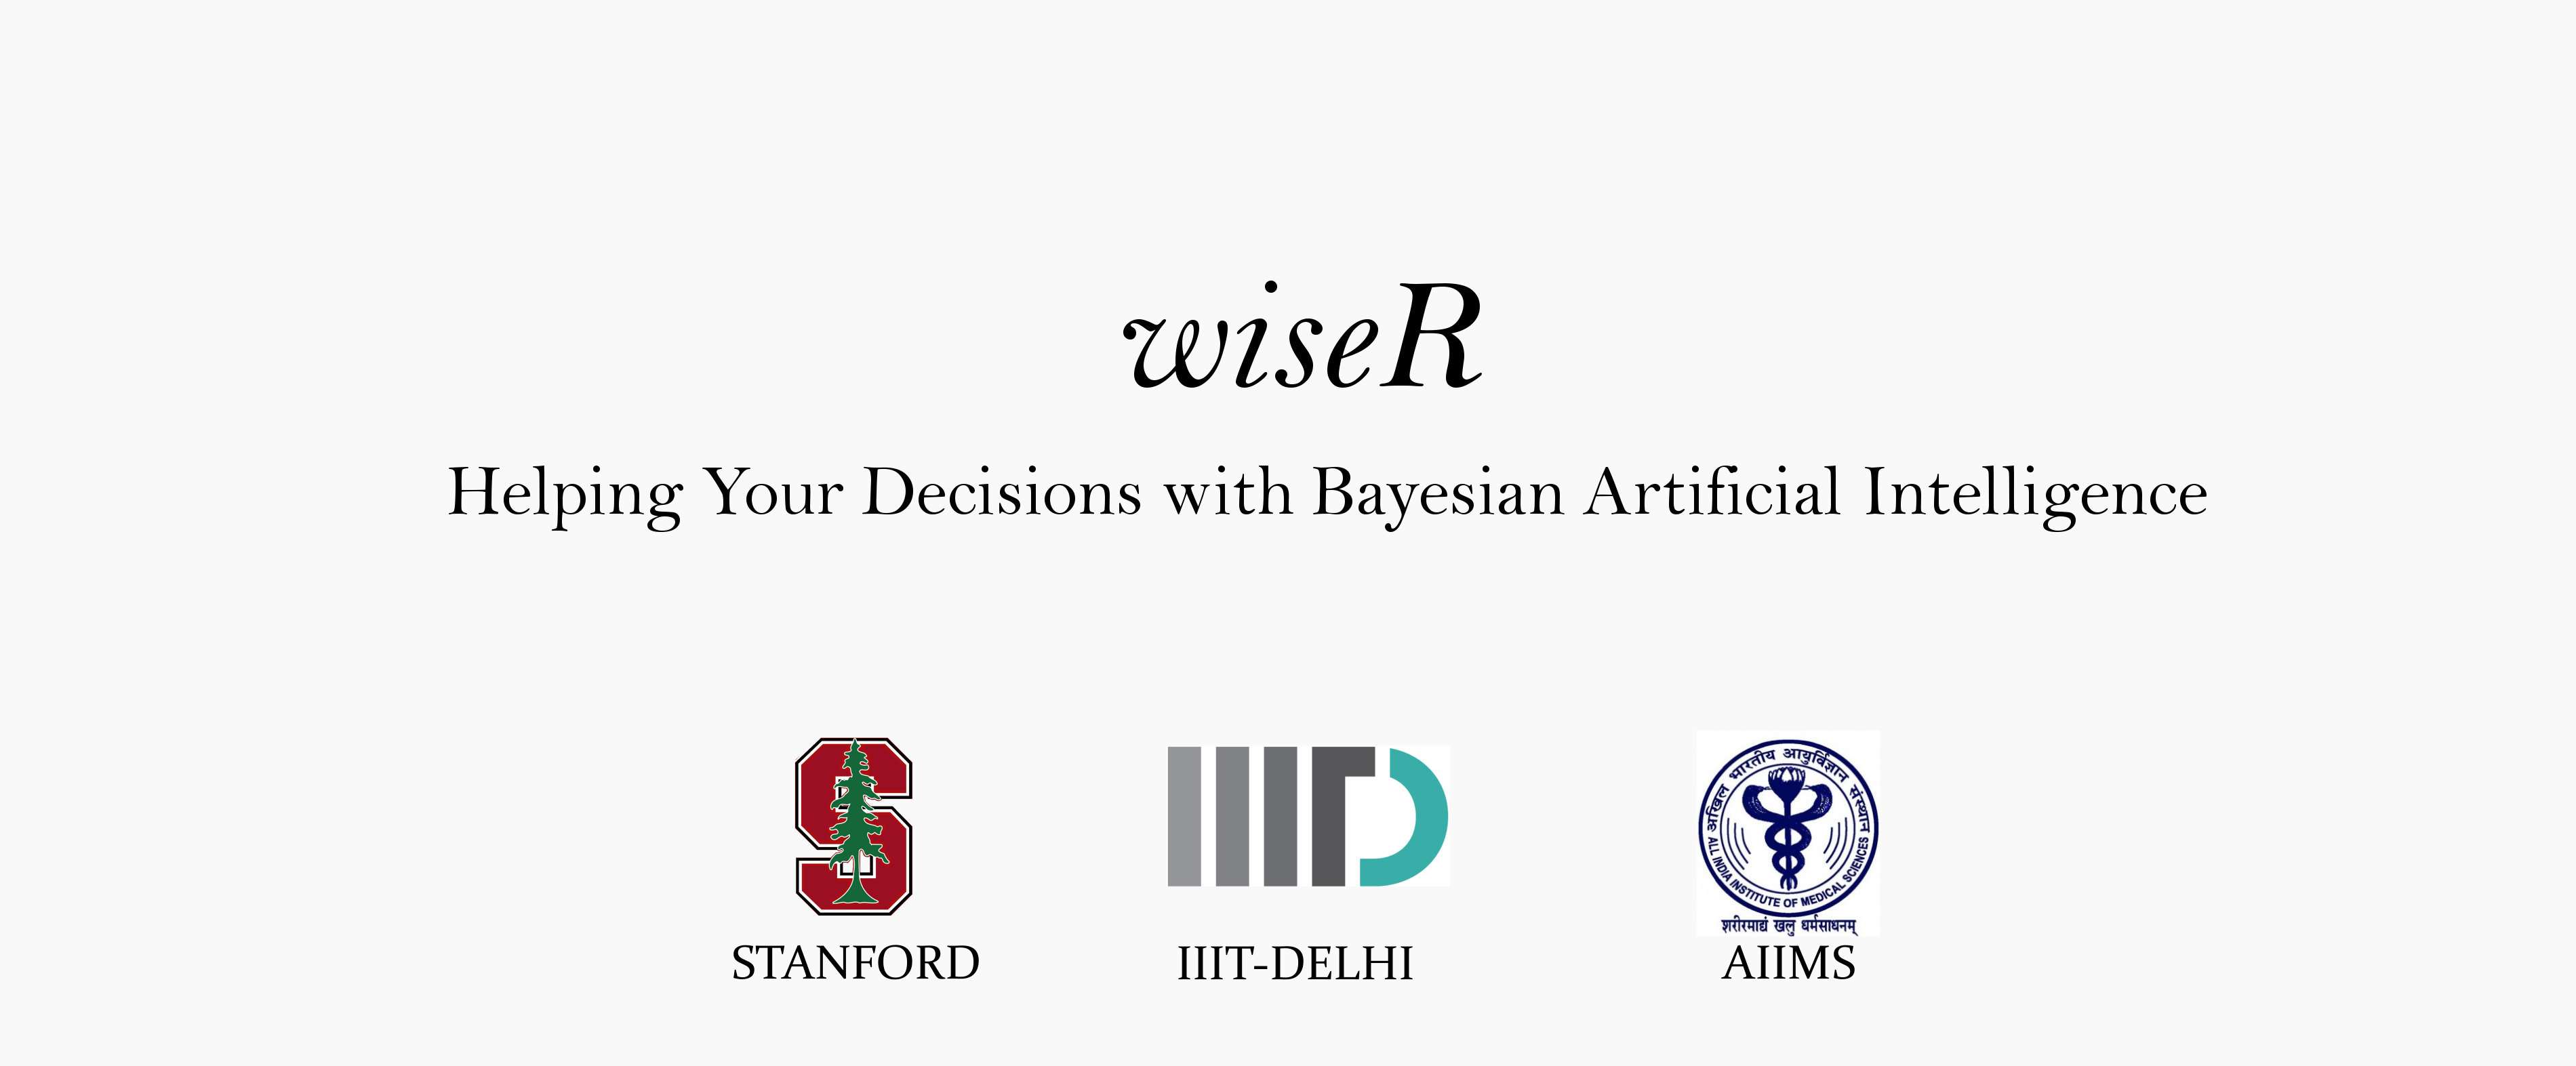 wiseR
Helping Your Decisions with Bayesian Artificial Intelligence
IIITD
अखिल भारतीय आयुर्विज्ञान संस्थान
ALL INDIA INSTITUTE OF MEDICAL SCIENCES
शरीरमाद्यं खलु धर्मसाधनम्
STANFORD
IIIT-DELHI
AIIMS